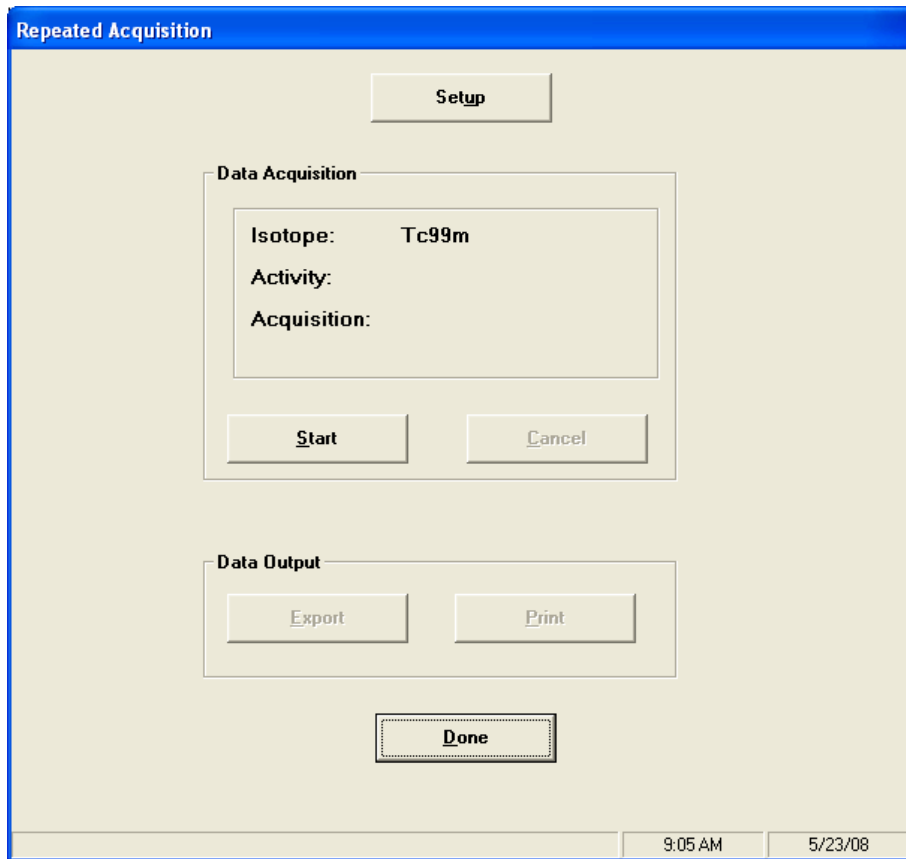 Repeated Acquisition
Setup
Data Acquisition
Isotope: Tc99m
Activity:
Acquisition:
Start Cancel
Data Output
Export Print
Done
9:05 AM 5/23/08